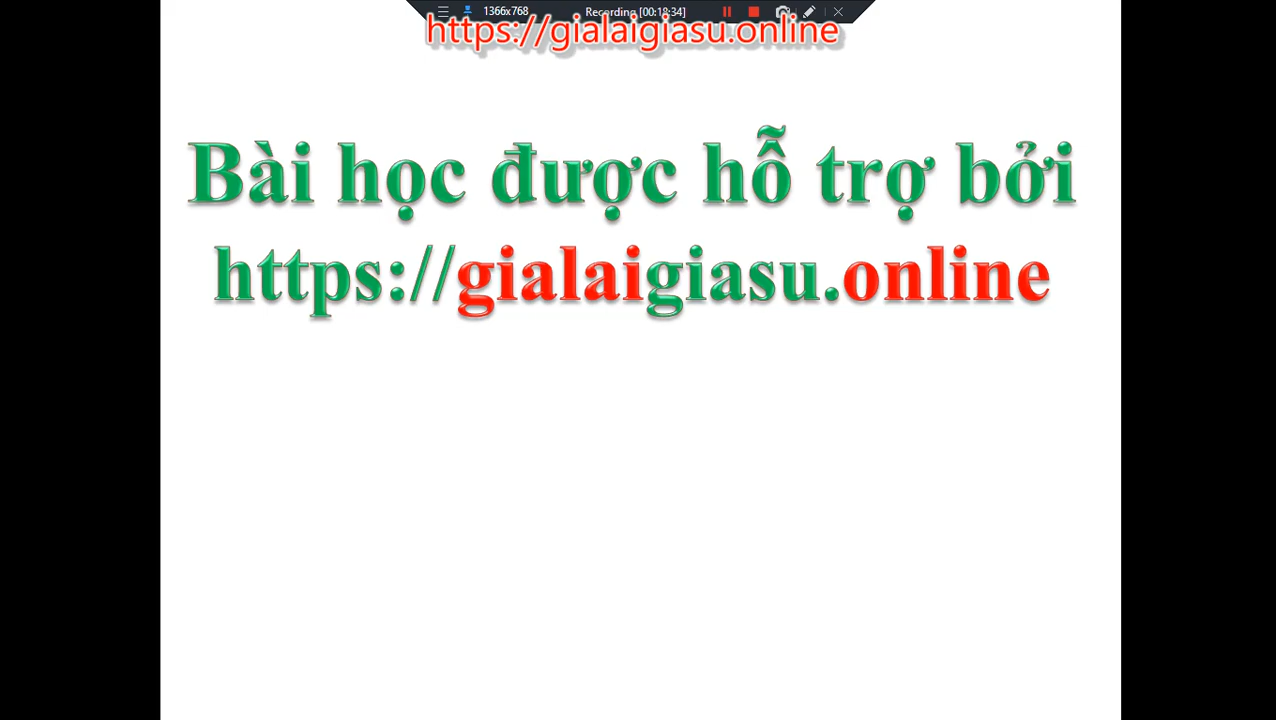 1366x768 Recording [00:18:34]
https://gialaigiasu.online
Bài học được hỗ trợ bởi
https://gialaigiasu.online